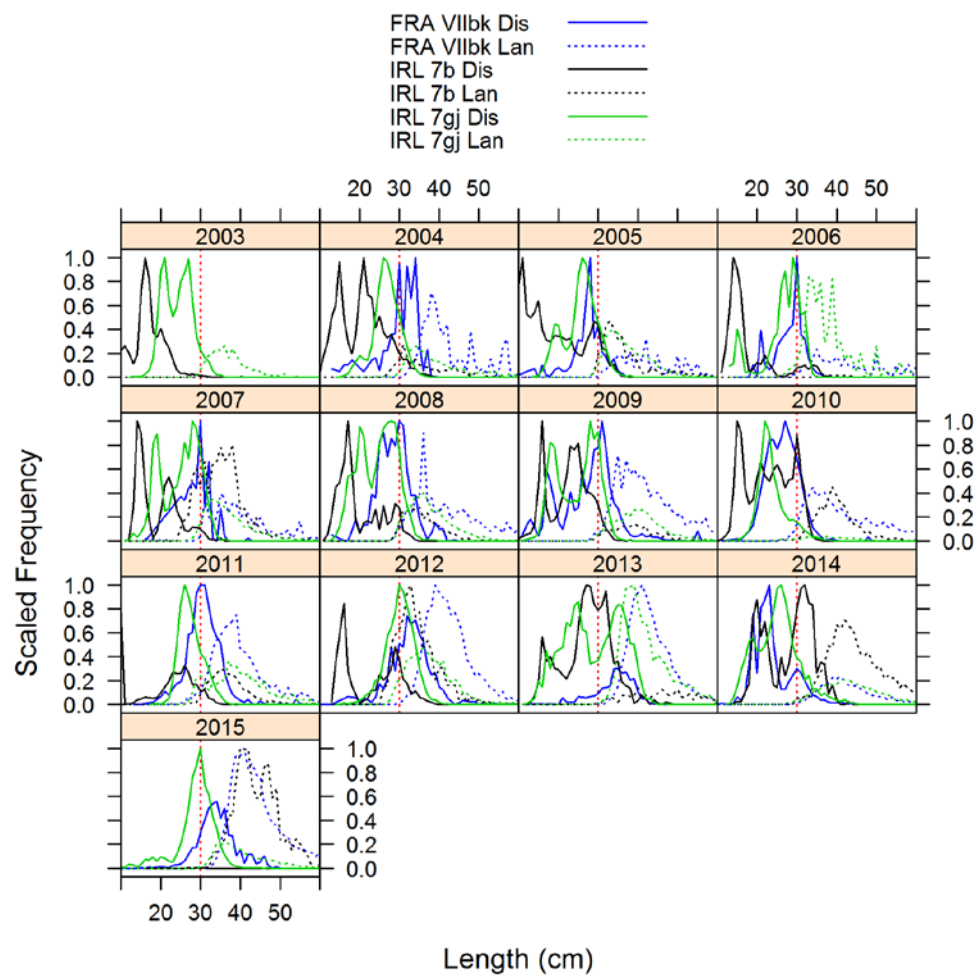 FRA VIIbk Dis
FRA VIIbk Lan
IRL 7b Dis
IRL 7b Lan
IRL 7gj Dis
IRL 7gj Lan
20 30 40 50
20 30 40 50
2003 2004 2005 2006
1.0
0.8
0.6
0.4
0.2
0.0
2007 2008 2009 2010
1.0
0.8
0.6
0.4
0.2
0.0
2011 2012 2013 2014
1.0
0.8
0.6
0.4
0.2
0.0
2015
1.0
0.8
0.6
0.4
0.2
0.0
20 30 40 50
Scaled Frequency
Length (cm)